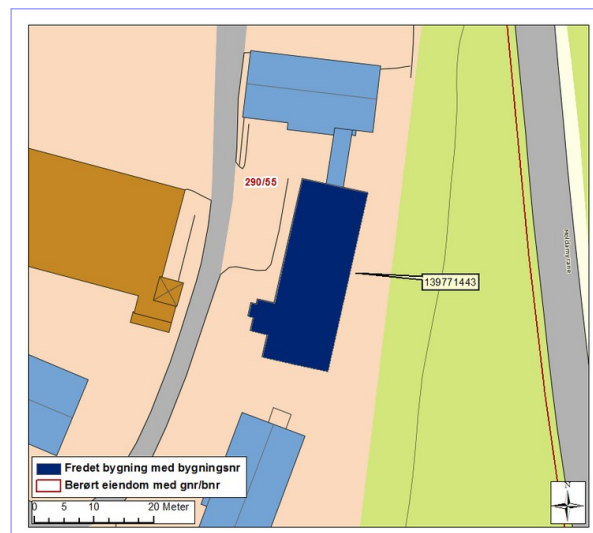 290/55
139771443
Fredet bygning med bygningsnr
Berørt eiendom med gnr/bnr
0 5 10 20 Meter
N